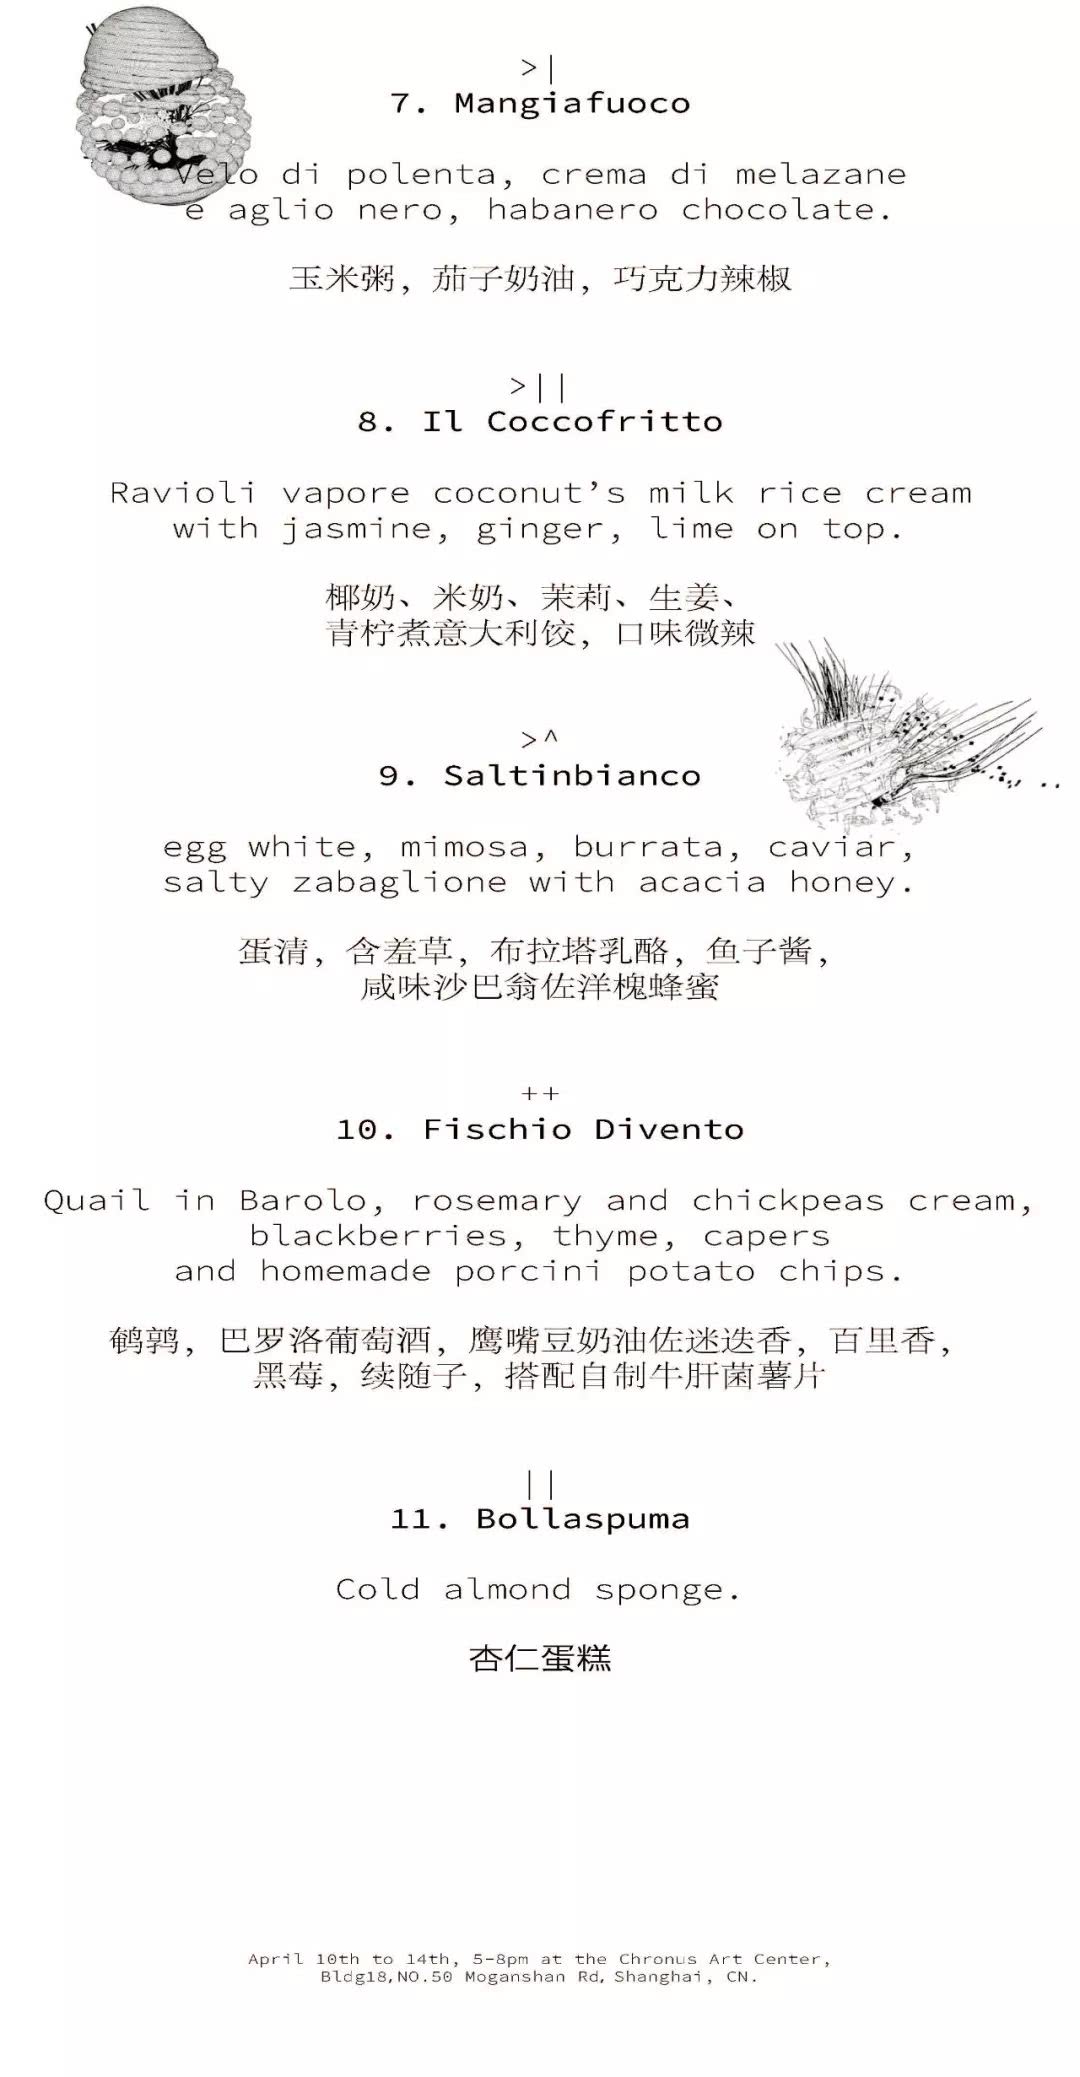 >|
7. Mangiafuoco
Velo di polenta, crema di melazane
e aglio nero, habanero chocolate.
玉米粥，茄子奶油，巧克力辣椒
>||
8. Il Coccofritto
Ravioli vapore coconut’s milk rice cream
with jasmine, ginger, lime on top.
椰奶、米奶、茉莉、生姜、
青柠煮意大利饺，口味微辣
>^
9. Saltinbianco
egg white, mimosa, burrata, caviar,
salty zabaglione with acacia honey.
蛋清，含羞草，布拉塔乳酪，鱼子酱，
咸味沙巴翁佐洋槐蜂蜜
++
10. Fischio Divento
Quail in Barolo, rosemary and chickpeas cream,
blackberries, thyme, capers
and homemade porcini potato chips.
鹌鹑，巴罗洛葡萄酒，鹰嘴豆奶油佐迷迭香，百里香，
黑莓，续随子，搭配自制牛肝菌薯片
||
11. Bollaspuma
Cold almond sponge.
杏仁蛋糕
April 10th to 14th, 5-8pm at the Chronus Art Center,
Bldg18,NO.50 Moganshan Rd, Shanghai, CN.